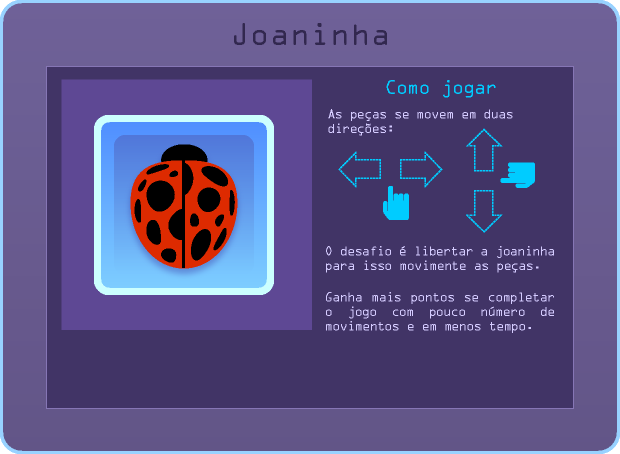 Joaninha
Como jogar
As peças se movem em duas
direções:
O desafio é libertar a joaninha
para isso movimente as peças.
Ganha mais pontos se completar
o jogo com pouco número de
movimentos e em menos tempo.